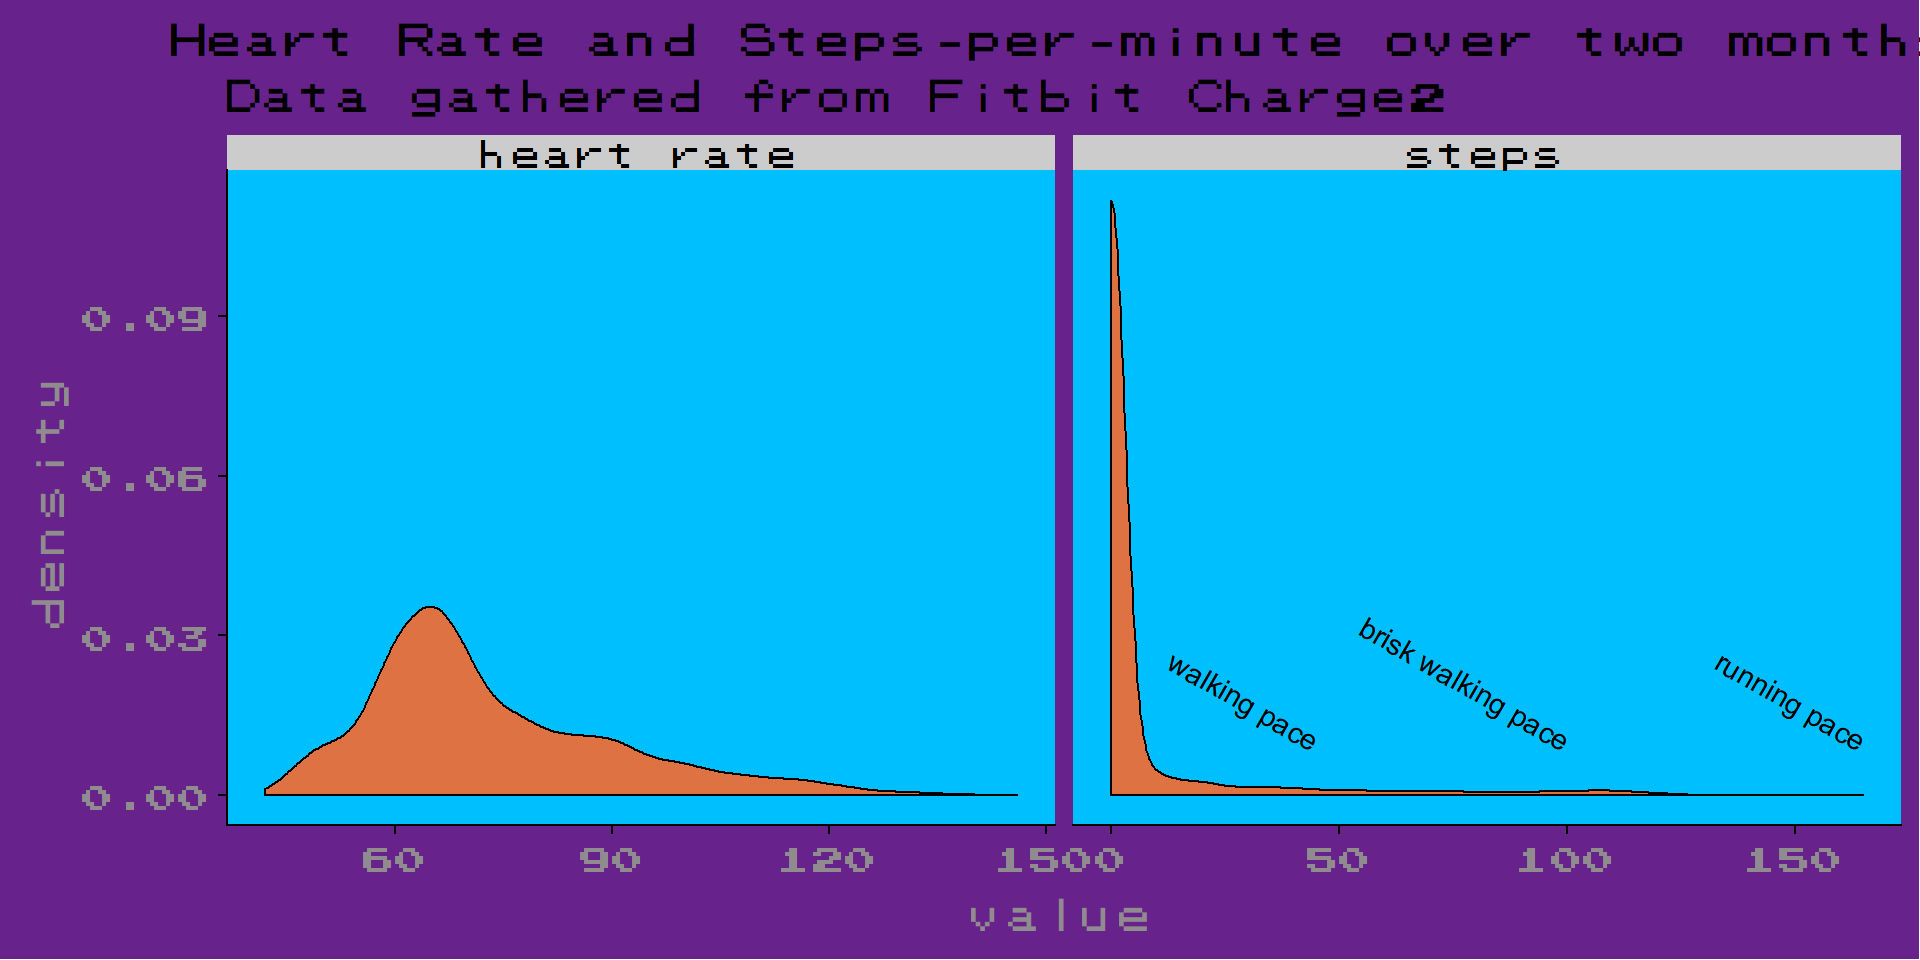 Heart Rate and Steps-per-minute over two month
Data gathered from Fitbit Charge2
heart rate
steps
density
0.09
0.06
0.03
0.00
walking pace
brisk walking pace
running pace
60 90 120 150 0 50 100 150
value